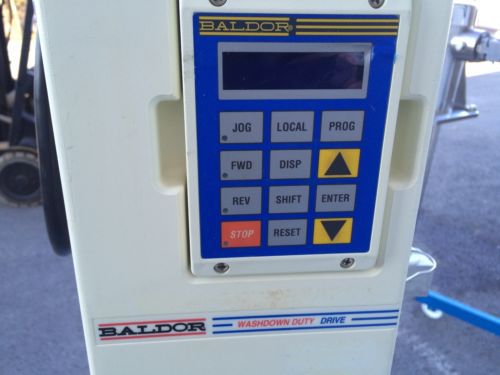 BALDOR
JOG LOCAL PROG
FWD DISP
REV SHIFT ENTER
STOP RESET
BALDOR WASHDOWN DUTY DRIVE